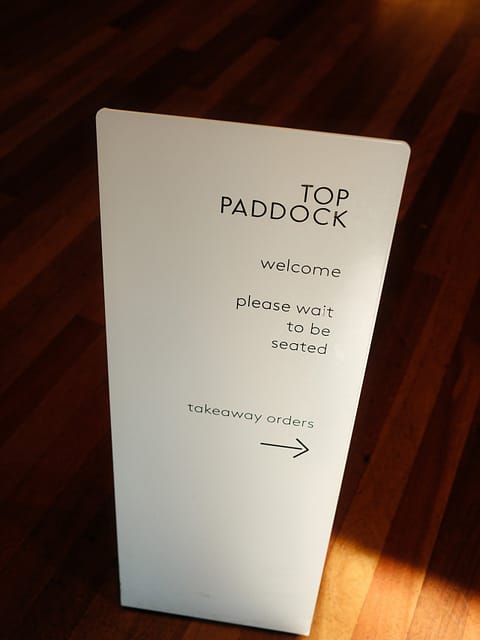 TOP
PADDOCK
welcome
please wait
to be
seated
takeaway orders